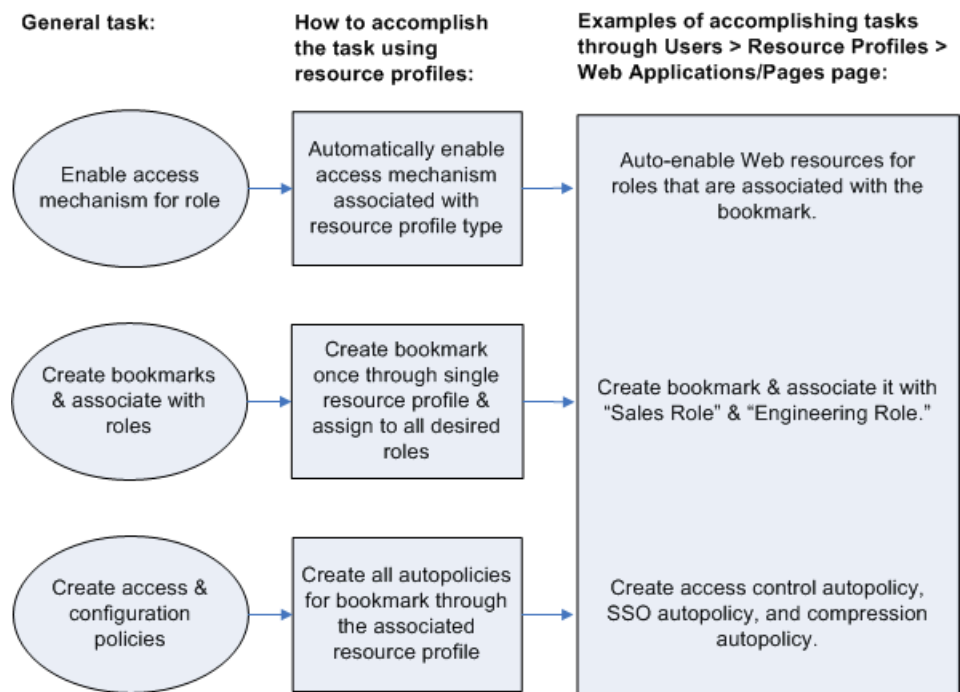 General task:
How to accomplish
the task using
resource profiles:
Examples of accomplishing tasks
through Users > Resource Profiles >
Web Applications/Pages page:
Enable access
mechanism for role
Automatically enable
access mechanism
associated with
resource profile type
Auto-enable Web resources for
roles that are associated with the
bookmark.
Create bookmarks
& associate with
roles
Create bookmark
once through single
resource profile &
assign to all desired
roles
Create bookmark & associate it with
“Sales Role” & “Engineering Role.”
Create access &
configuration
policies
Create all autopolicies
for bookmark through
the associated
resource profile
Create access control autopolicy,
SSO autopolicy, and compression
autopolicy.